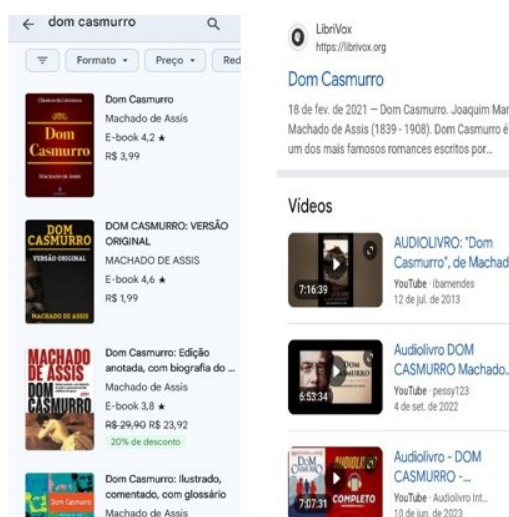 dom casmurro
Formato
Preço
Red
Clássicos da Literatura
Dom
Casmurro
MACHADO DE ASSIS
Dom Casmurro
Machado de Assis
E-book 4,2 ★
R$ 3,99
DOM
CASMURRO
VERSÃO ORIGINAL
MACHADO DE ASSIS
DOM CASMURRO: VERSÃO
ORIGINAL
MACHADO DE ASSIS
E-book 4,6 ★
R$ 1,99
MACHADO
DE ASSIS
DOM
CASMURRO
Dom Casmurro: Edição
anotada, com biografia do ...
Machado de Assis
E-book 3,8 ★
R$ 29,90 R$ 23,92
20% de desconto
Dom Casmurro
Dom Casmurro: Ilustrado,
comentado, com glossário
Machado de Assis
LibriVox
https://librivox.org
Dom Casmurro
18 de fev. de 2021 — Dom Casmurro. Joaquim Mar
Machado de Assis (1839 - 1908). Dom Casmurro é
um dos mais famosos romances escritos por...
Vídeos
7:16:39
AUDIOLIVRO: "Dom
Casmurro", de Machad
YouTube · ibamendes
12 de jul. de 2013
DOM
CASMURRO
6:53:34
Audiolivro DOM
CASMURRO Machado..
YouTube · pessy123
4 de set. de 2022
DOM
CASMURRO
AUDIOLIVRO
COMPLETO
7:07:31
Audiolivro - DOM
CASMURRO -...
YouTube · Audiolivro Int...
10 de jun. de 2023